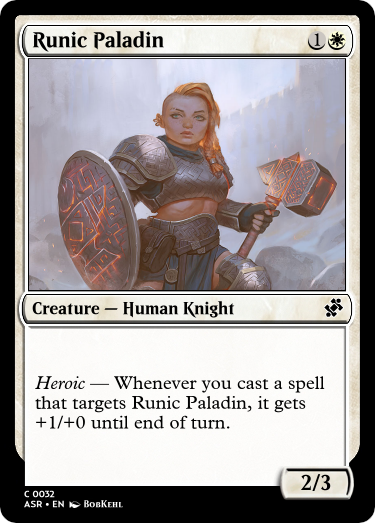 Runic Paladin 1
Creature — Human Knight
Heroic — Whenever you cast a spell
that targets Runic Paladin, it gets
+1/+0 until end of turn.
2/3
C 0032
ASR • EN BobKehl